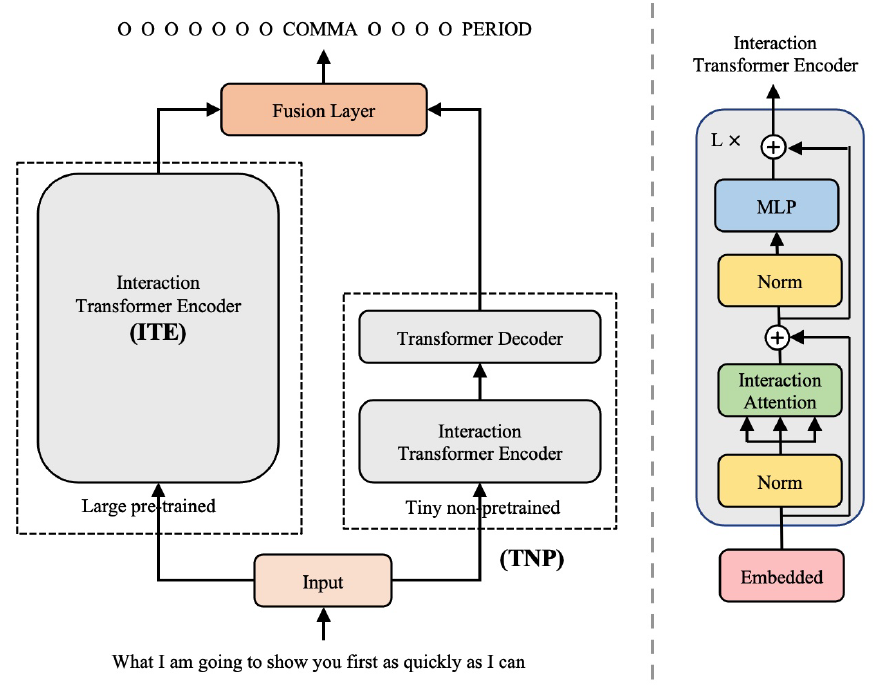 O O O O O O O COMMA O O O O PERIOD
Fusion Layer
Interaction
Transformer Encoder
(ITE)
Large pre-trained
Transformer Decoder
Interaction
Transformer Encoder
Tiny non-pretrained
(TNP)
Input
What I am going to show you first as quickly as I can
Interaction
Transformer Encoder
L ×
+
MLP
Norm
+
Interaction
Attention
Norm
Embedded